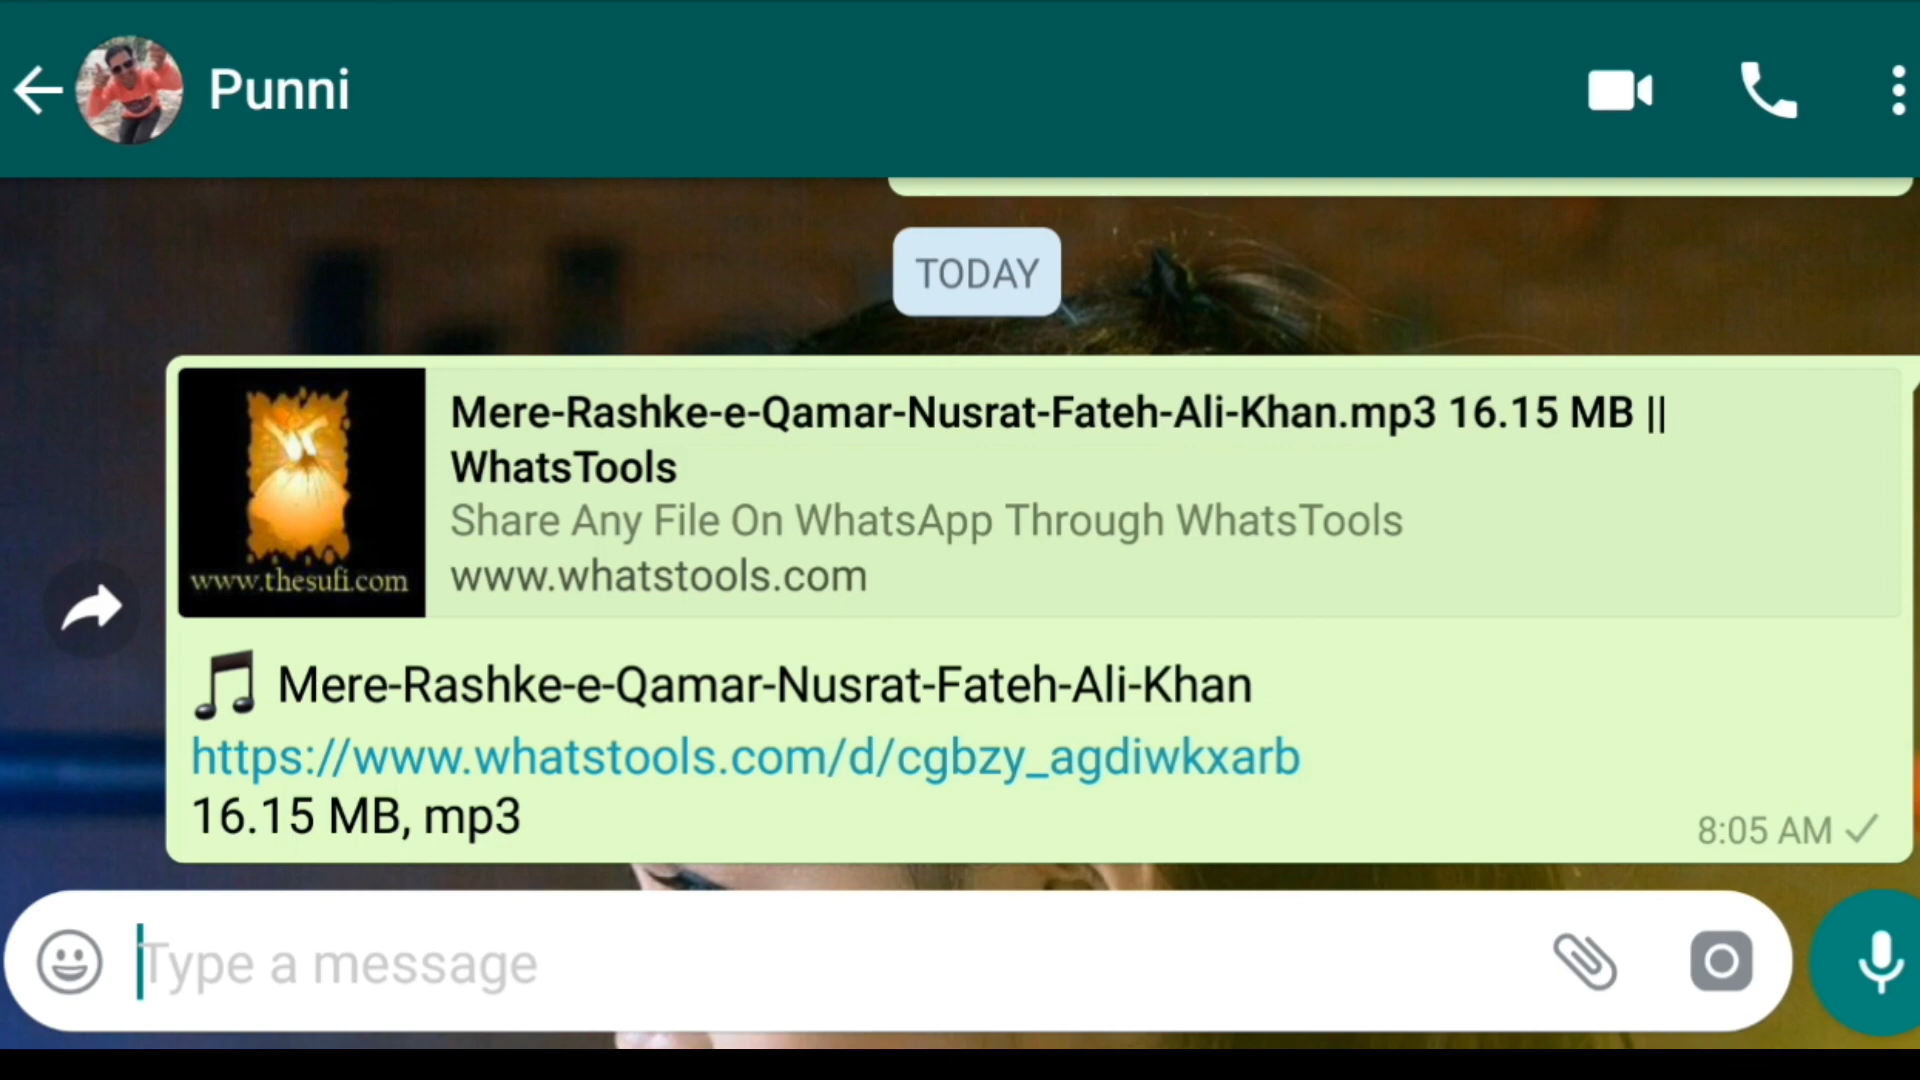 Punni
TODAY
Mere-Rashke-e-Qamar-Nusrat-Fateh-Ali-Khan.mp3 16.15 MB ||
WhatsTools
Share Any File On WhatsApp Through WhatsTools
www.whatstools.com
www.thesufi.com
Mere-Rashke-e-Qamar-Nusrat-Fateh-Ali-Khan
https://www.whatstools.com/d/cgbzy_agdiwkxarb
16.15 MB, mp3
8:05 AM
Type a message